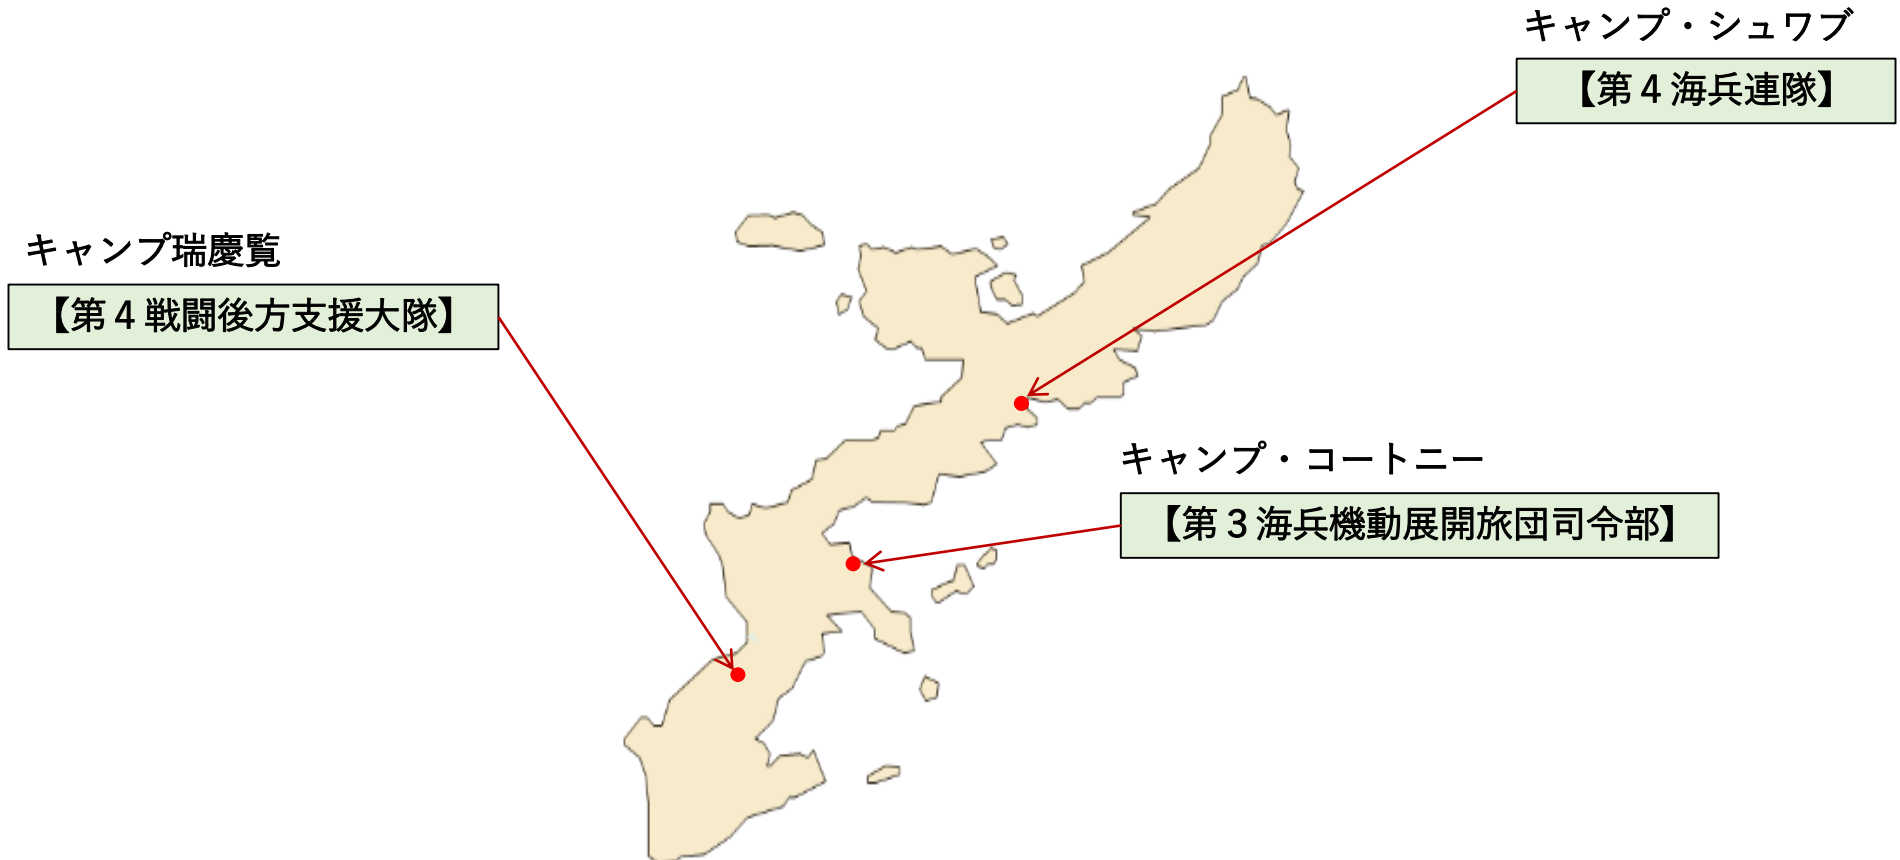 キャンプ・シュワブ
【第４海兵連隊】
キャンプ瑞慶覧
【第４戦闘後方支援大隊】
キャンプ・コートニー
【第３海兵機動展開旅団司令部】